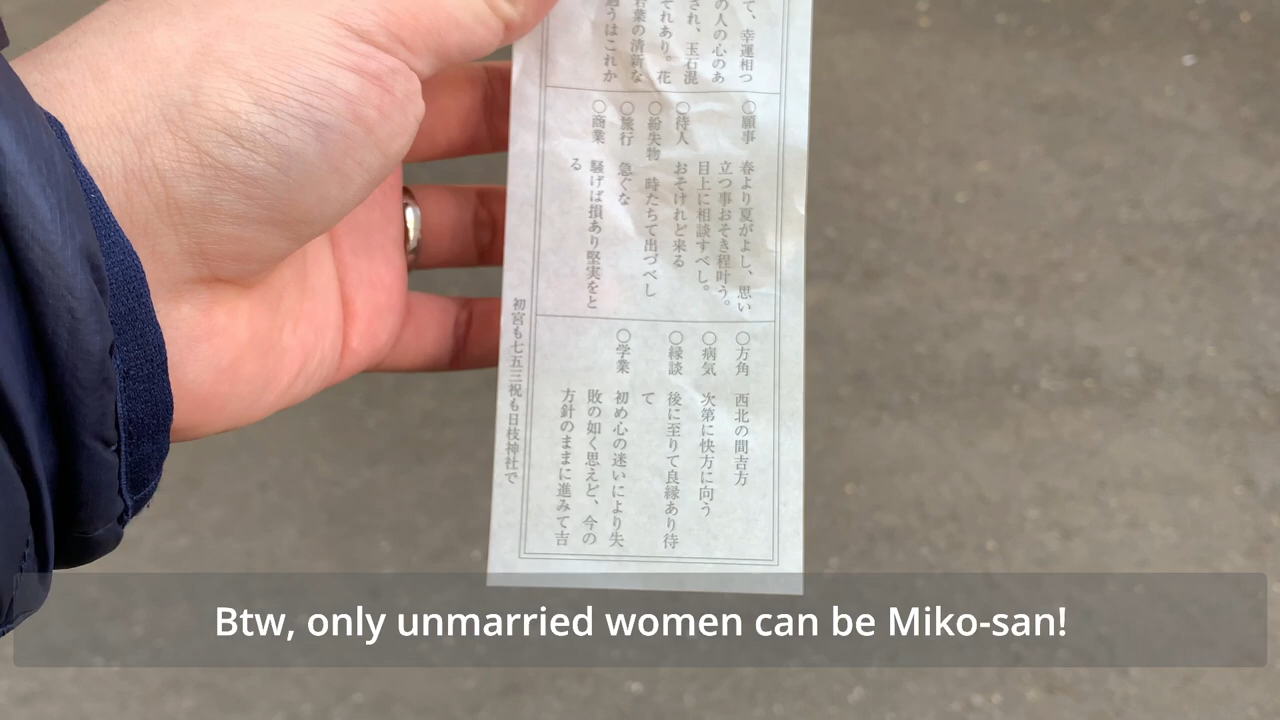 て、幸運相つ
の人の心のあ
され、玉石混
それあり。花
葉の清新な
うはこれか
○願事 春より夏がよし、思い
立つ事おそき程叶う。
目上に相談すべし。
○待人 おそけれど来る
○紛失物 時たちて出づべし
○旅行 急ぐな
○商業 騒げば損あり堅実をと
る
○方角 西北の間吉方
○病気 次第に快方に向う
○縁談 後に至りて良縁あり待
て
○学業 初め心の迷いにより失
敗の如く思えど、今の
方針のままに進みて吉
初宮も七五三祝も日枝神社で
Btw, only unmarried women can be Miko-san!